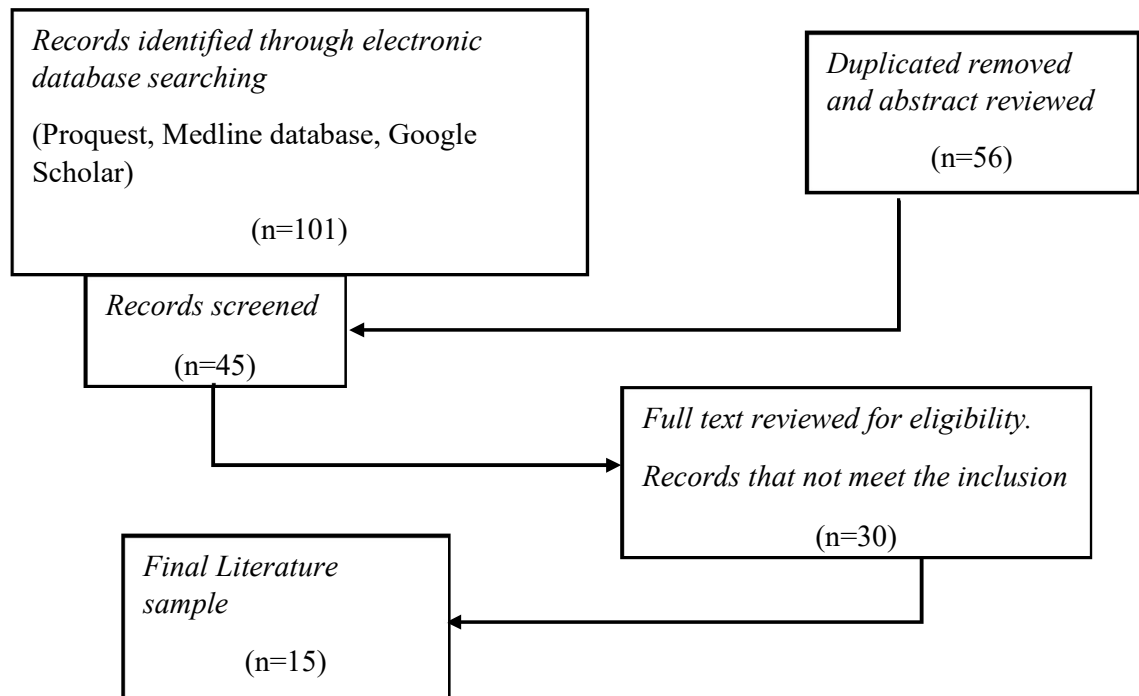 Records identified through electronic
database searching
(Proquest, Medline database, Google
Scholar)
(n=101)
Duplicated removed
and abstract reviewed
(n=56)
Records screened
(n=45)
Full text reviewed for eligibility.
Records that not meet the inclusion
(n=30)
Final Literature
sample
(n=15)